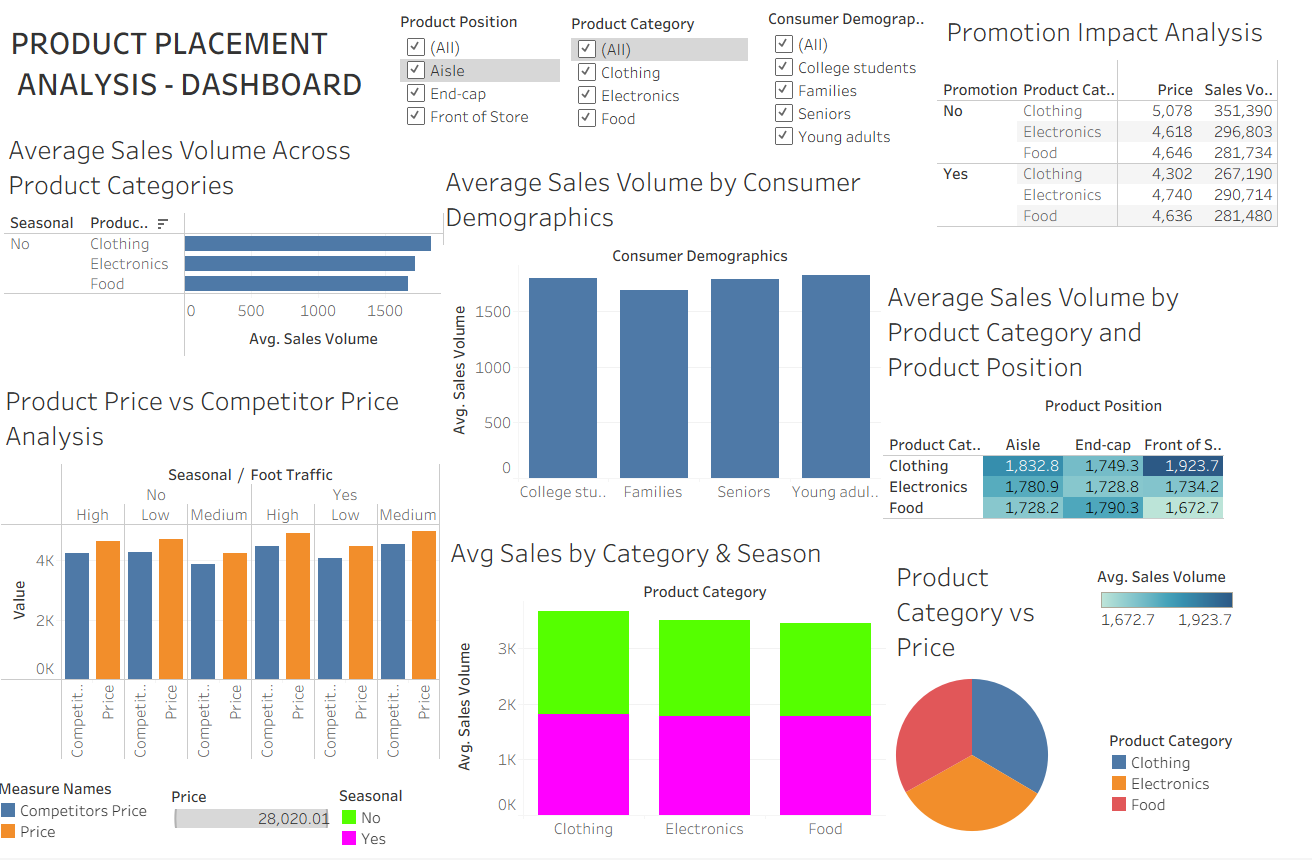 PRODUCT PLACEMENT
ANALYSIS - DASHBOARD
Product Position
(All)
Aisle
End-cap
Front of Store
Product Category
(All)
Clothing
Electronics
Food
Consumer Demograp..
(All)
College students
Families
Seniors
Young adults
Promotion Impact Analysis
Promotion Product Cat.. Price Sales Vo..
No Clothing 5,078 351,390
Electronics 4,618 296,803
Food 4,646 281,734
Yes Clothing 4,302 267,190
Electronics 4,740 290,714
Food 4,636 281,480
Average Sales Volume Across
Product Categories
Seasonal Produc..
No Clothing
Electronics
Food
0 500 1000 1500
Avg. Sales Volume
Average Sales Volume by Consumer
Demographics
Consumer Demographics
Avg. Sales Volume
1500
1000
500
0
College stu.. Families Seniors Young adul..
Average Sales Volume by
Product Category and
Product Position
Product Position
Product Cat.. Aisle End-cap Front of S..
Clothing 1,832.8 1,749.3 1,923.7
Electronics 1,780.9 1,728.8 1,734.2
Food 1,728.2 1,790.3 1,672.7
Product Price vs Competitor Price
Analysis
Seasonal / Foot Traffic
No Yes
High Low Medium High Low Medium
Value
4K
2K
0K
Competit.. Price Competit.. Price Competit.. Price Competit.. Price Competit.. Price Competit.. Price
Measure Names
Competitors Price
Price
Price
28,020.01
Seasonal
No
Yes
Avg Sales by Category & Season
Product Category
Avg. Sales Volume
3K
2K
1K
0K
Clothing Electronics Food
Product
Category vs
Price
Avg. Sales Volume
1,672.7 1,923.7
Product Category
Clothing
Electronics
Food